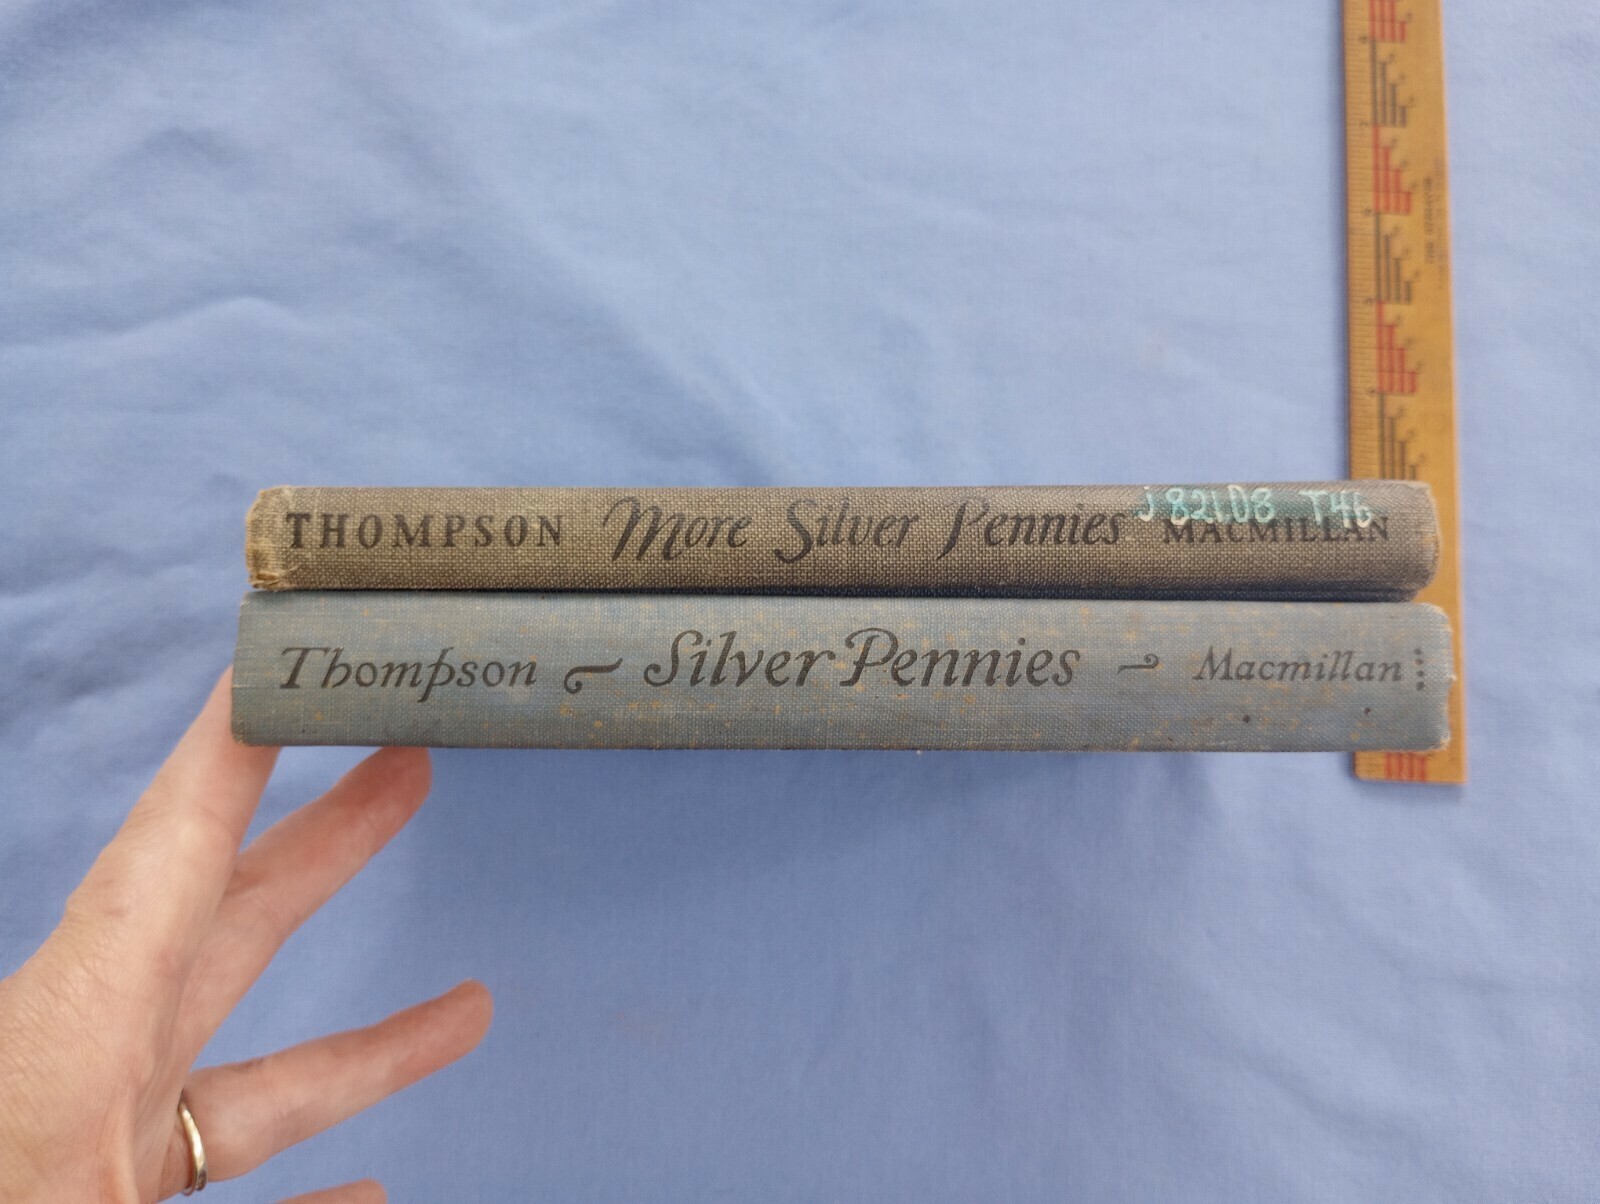 J 821.08 T46
THOMPSON More Silver Pennies MACMILLAN
Thompson Silver Pennies Macmillan